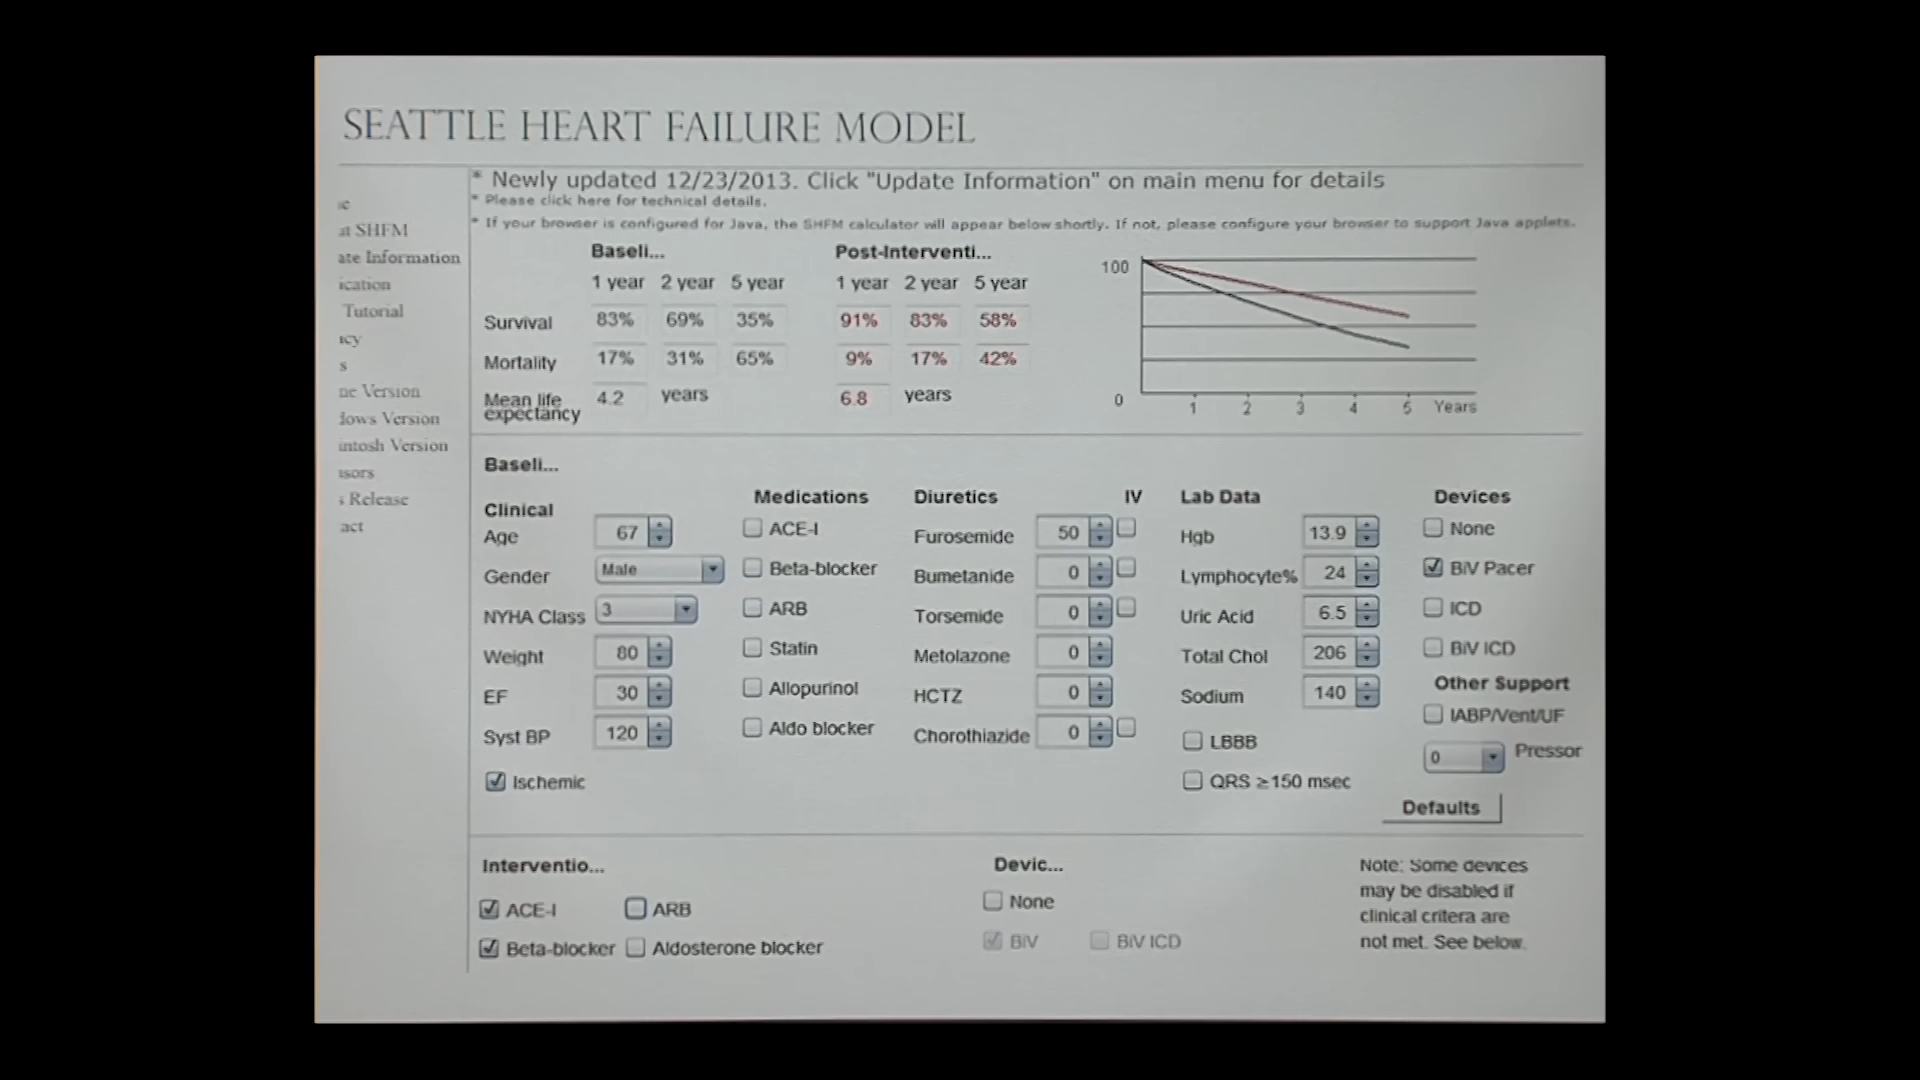 SEATTLE HEART FAILURE MODEL
* Newly updated 12/23/2013. Click "Update Information" on main menu for details
* Please click here for technical details.
* If your browser is configured for Java, the SHFM calculator will appear below shortly. If not, please configure your browser to support Java applets.
at SHFM
ate Information
ication
Tutorial
icy
s
ne Version
dows Version
intosh Version
isors
s Release
act
Baseli... Post-Interventi...
1 year 2 year 5 year 1 year 2 year 5 year
Survival 83% 69% 35% 91% 83% 58%
Mortality 17% 31% 65% 9% 17% 42%
Mean life expectancy 4.2 years 6.8 years
100
0
1 2 3 4 5 Years
Baseli...
Clinical Medications Diuretics IV Lab Data Devices
Age 67 ACE-I Furosemide 50 Hgb 13.9 None
Gender Male Beta-blocker Bumetanide 0 Lymphocyte% 24 BiV Pacer
NYHA Class 3 ARB Torsemide 0 Uric Acid 6.5 ICD
Weight 80 Statin Metolazone 0 Total Chol 206 BiV ICD
EF 30 Allopurinol HCTZ 0 Sodium 140 Other Support
Syst BP 120 Aldo blocker Chorothiazide 0 LBBB IABP/Vent/UF
Ischemic QRS ≥150 msec 0 Pressor
Defaults
Interventio... Devic...
ACE-I ARB None
Beta-blocker Aldosterone blocker BiV BiV ICD
Note: Some devices
may be disabled if
clinical critera are
not met. See below.